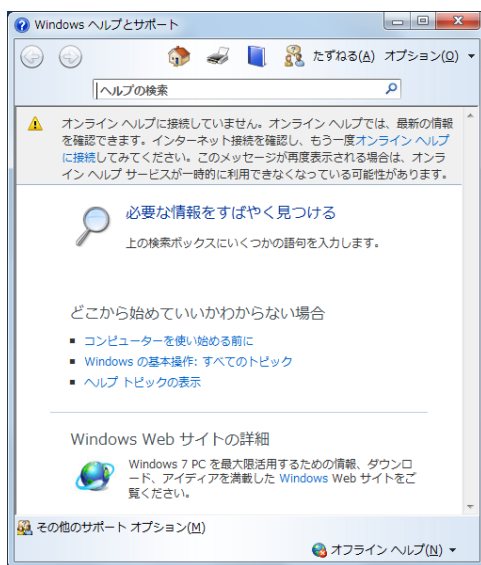 Windows ヘルプとサポート
たずねる(A) オプション(O)
ヘルプの検索
オンライン ヘルプに接続していません。オンライン ヘルプでは、最新の情報
を確認できます。インターネット接続を確認し、もう一度オンライン ヘルプ
に接続してみてください。このメッセージが再度表示される場合は、オンラ
イン ヘルプ サービスが一時的に利用できなくなっている可能性があります。
必要な情報をすばやく見つける
上の検索ボックスにいくつかの語句を入力します。
どこから始めていいかわからない場合
コンピューターを使い始める前に
Windows の基本操作: すべてのトピック
ヘルプ トピックの表示
Windows Web サイトの詳細
Windows 7 PC を最大限活用するための情報、ダウンロ
ード、アイディアを満載した Windows Web サイトをご
覧ください。
その他のサポート オプション(M)
オフライン ヘルプ(N)